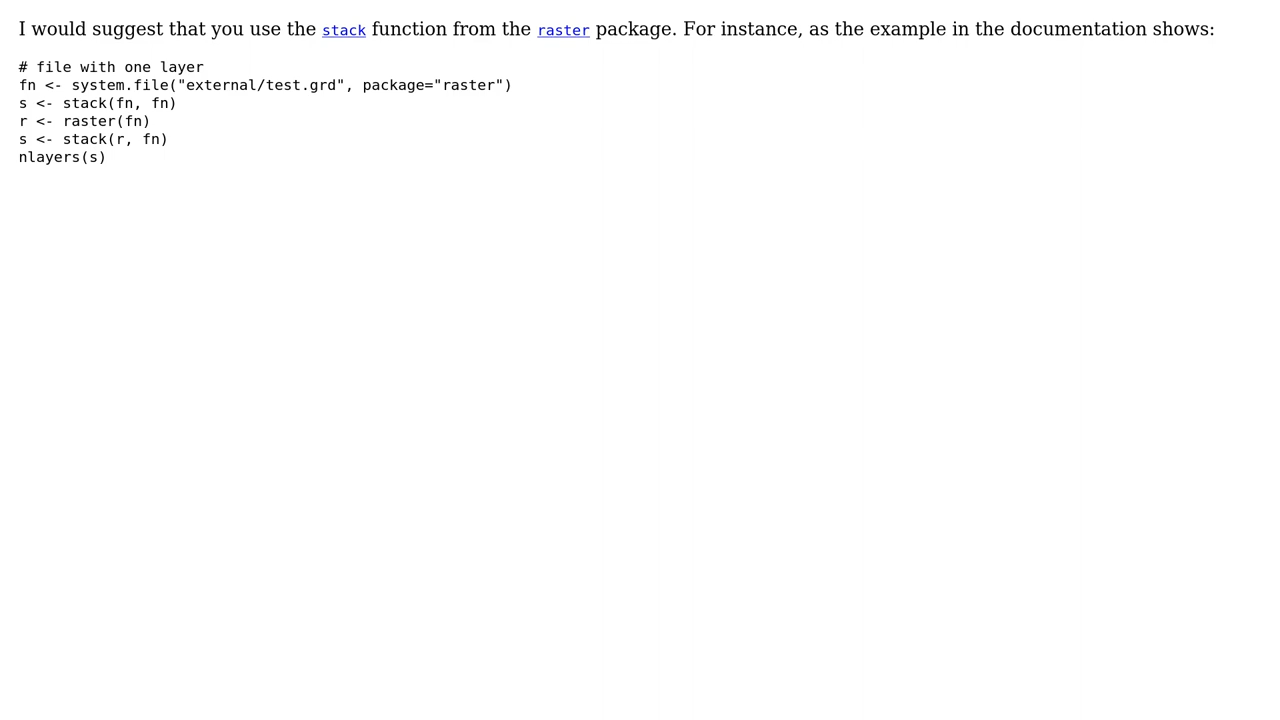 I would suggest that you use the stack function from the raster package. For instance, as the example in the documentation shows:
# file with one layer
fn <- system.file("external/test.grd", package="raster")
s <- stack(fn, fn)
r <- raster(fn)
s <- stack(r, fn)
nlayers(s)